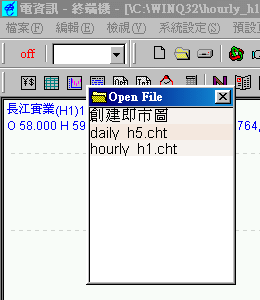 電資訊 - 終端機 - [\C:\WINQ32\hourly_h1
檔案(F) 編輯(E) 檢視(V) 系統設定(S) 預設
off
¥$
長江實業(H1)1
O 58.000 H 59
764,
Open File
創建即市圖
daily_h5.cht
hourly_h1.cht